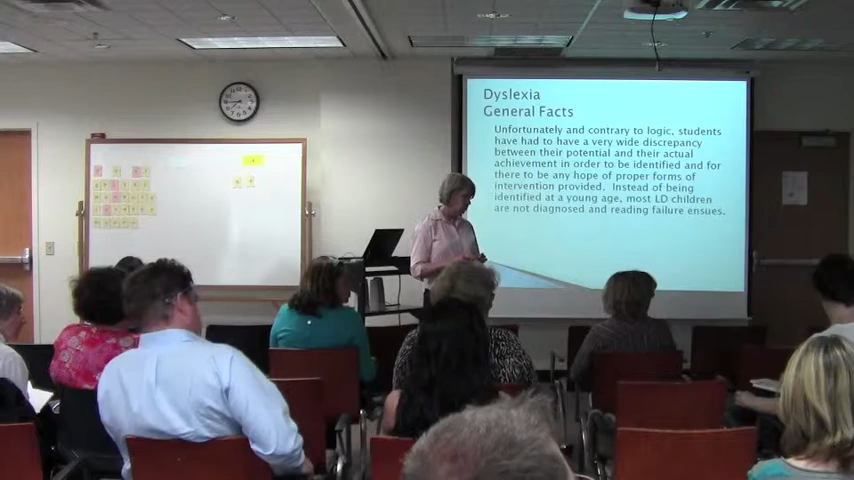 Dyslexia
General Facts
Unfortunately and contrary to logic, students
have had to have a very wide discrepancy
between their potential and their actual
achievement in order to be identified and for
there to be any hope of proper forms of
intervention provided. Instead of being
identified at a young age, most LD children
are not diagnosed and reading failure ensues.